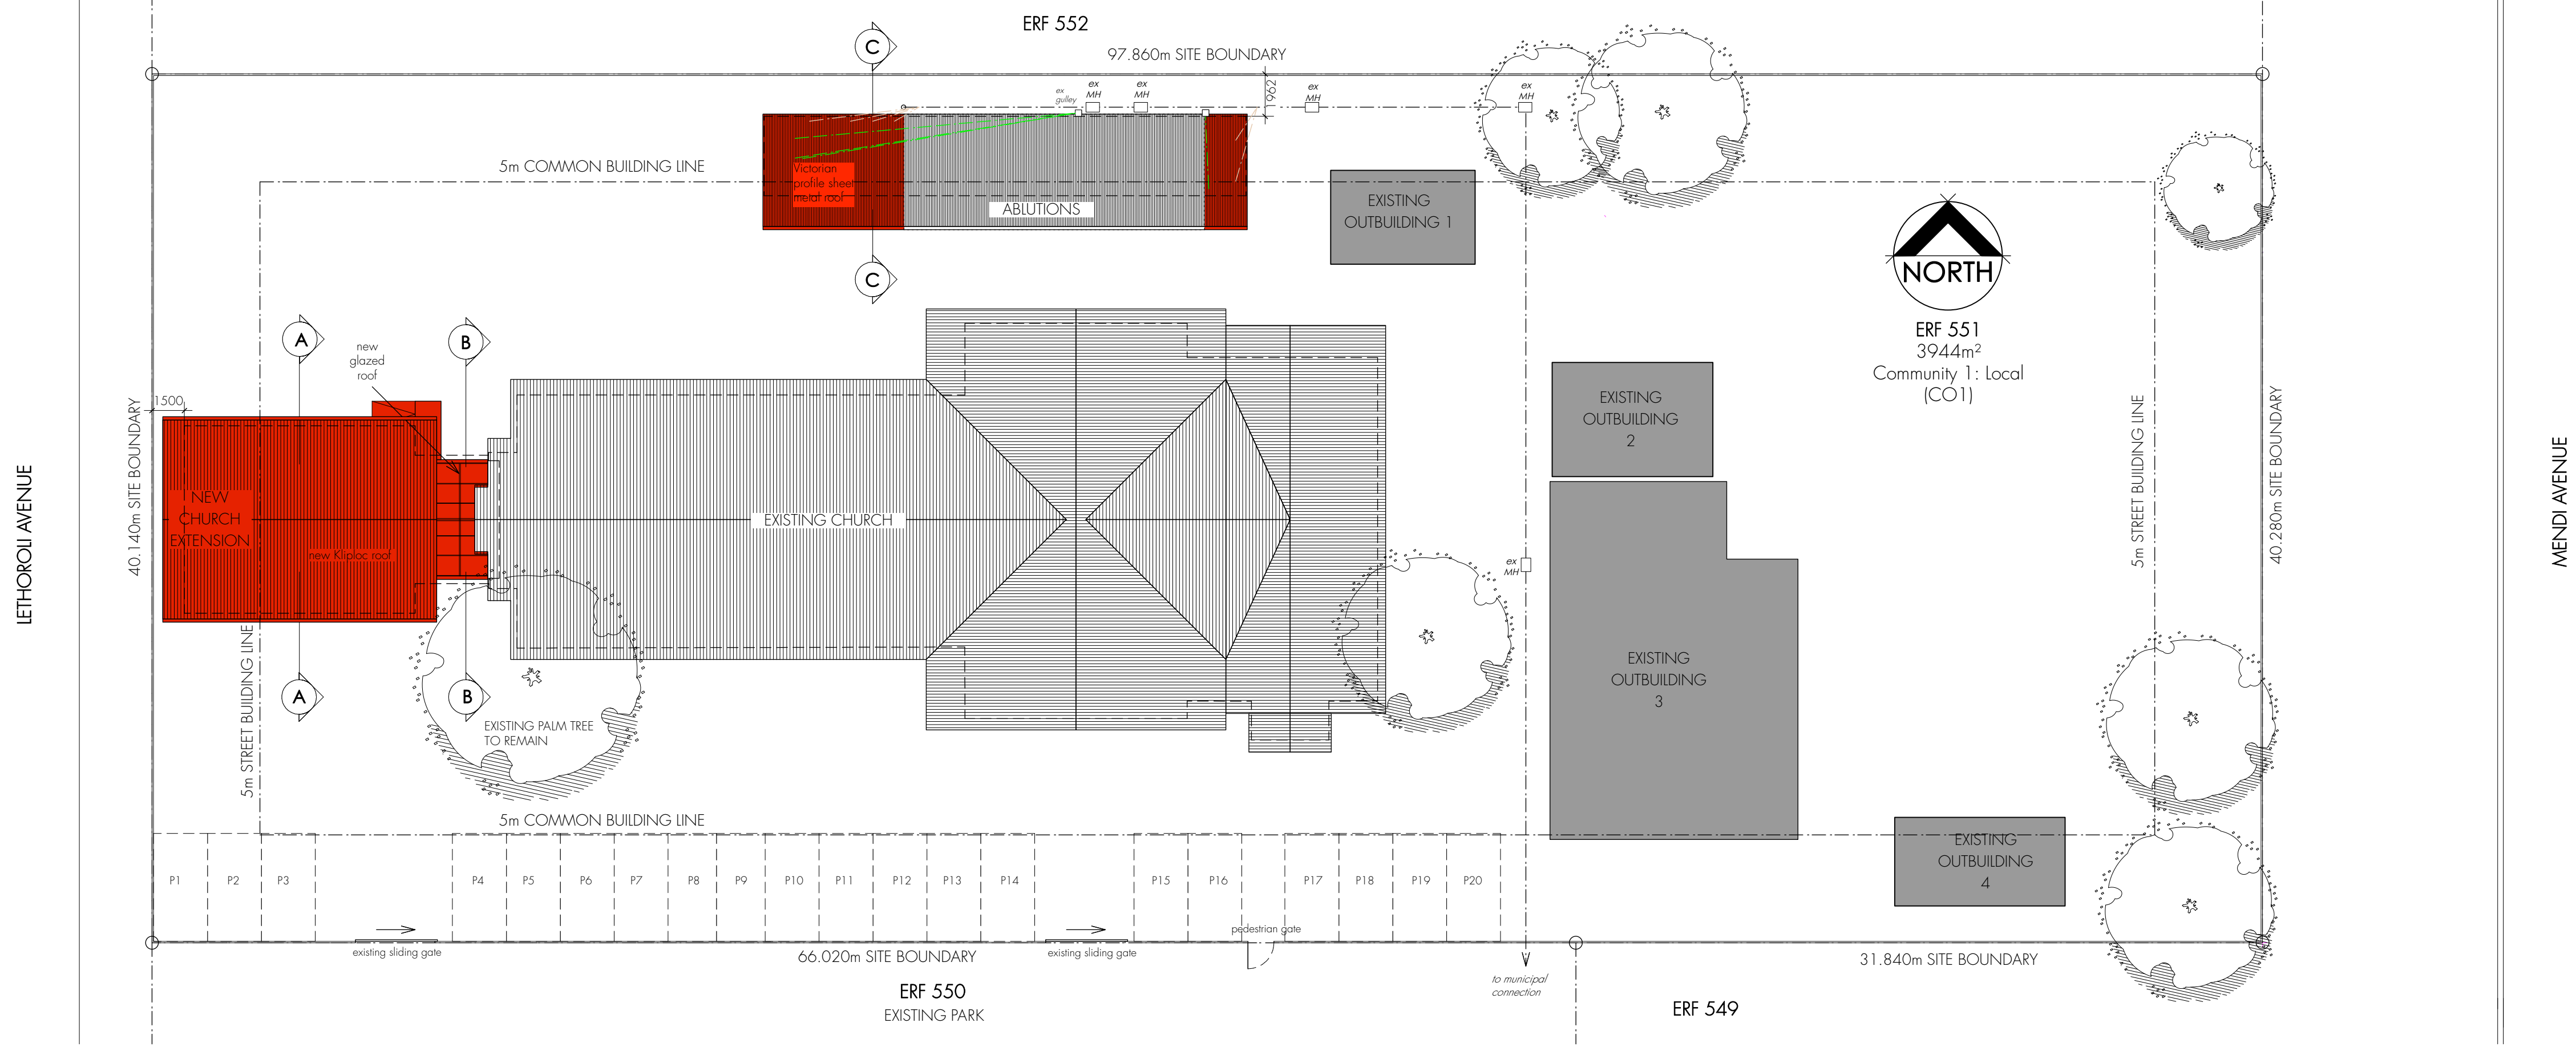 ERF 552
C
97.860m SITE BOUNDARY
ex
gulley
ex
MH
ex
MH
ex
MH
ex
MH
1962
5m COMMON BUILDING LINE
Victorian
profile sheet
metal roof
ABLUTIONS
EXISTING
OUTBUILDING 1
C
NORTH
ERF 551
3944m²
Community 1: Local
(CO1)
A
B
new
glazed
roof
1500
40.140m SITE BOUNDARY
LETHOROLI AVENUE
NEW
CHURCH
EXTENSION
new Kliploc roof
EXISTING CHURCH
EXISTING
OUTBUILDING
2
ex
MH
5m STREET BUILDING LINE
40.280m SITE BOUNDARY
MENDI AVENUE
5m STREET BUILDING LINE
A
B
EXISTING PALM TREE
TO REMAIN
EXISTING
OUTBUILDING
3
5m COMMON BUILDING LINE
EXISTING
OUTBUILDING
4
P1
P2
P3
P4
P5
P6
P7
P8
P9
P10
P11
P12
P13
P14
P15
P16
P17
P18
P19
P20
existing sliding gate
existing sliding gate
pedestrian gate
66.020m SITE BOUNDARY
31.840m SITE BOUNDARY
to municipal
connection
ERF 550
EXISTING PARK
ERF 549